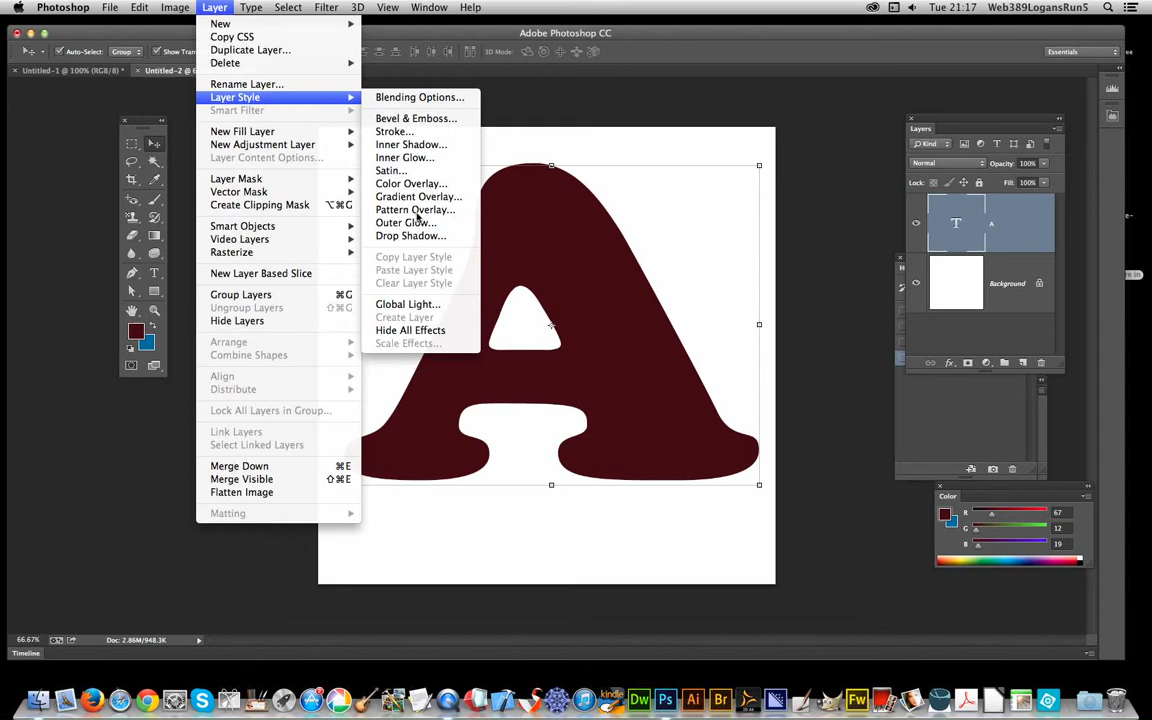 Photoshop File Edit Image Layer Type Select Filter 3D View Window Help Tue 21:17 Web389LogansRun5
Adobe Photoshop CC
Auto-Select: Group Show Tran 3D Mode: Essentials
Untitled-1 @ 100% (RGB/8) * Untitled-2 @ 6
New
Copy CSS
Duplicate Layer...
Delete
Rename Layer...
Layer Style
Smart Filter
New Fill Layer
New Adjustment Layer
Layer Content Options...
Layer Mask
Vector Mask
Create Clipping Mask ⌥⌘G
Smart Objects
Video Layers
Rasterize
New Layer Based Slice
Group Layers ⌘G
Ungroup Layers ⇧⌘G
Hide Layers
Arrange
Combine Shapes
Align
Distribute
Lock All Layers in Group...
Link Layers
Select Linked Layers
Merge Down ⌘E
Merge Visible ⇧⌘E
Flatten Image
Matting
Blending Options...
Bevel & Emboss...
Stroke...
Inner Shadow...
Inner Glow...
Satin...
Color Overlay...
Gradient Overlay...
Pattern Overlay...
Outer Glow...
Drop Shadow...
Copy Layer Style
Paste Layer Style
Clear Layer Style
Global Light...
Create Layer
Hide All Effects
Scale Effects...
A
Layers
Kind
Normal Opacity: 100%
Lock: Fill: 100%
T A
Background
H
fx
Color
R 67
G 12
B 19
66.67% Doc: 2.86M/948.3K
Timeline
kindle Dw Ps Ai Br Fw